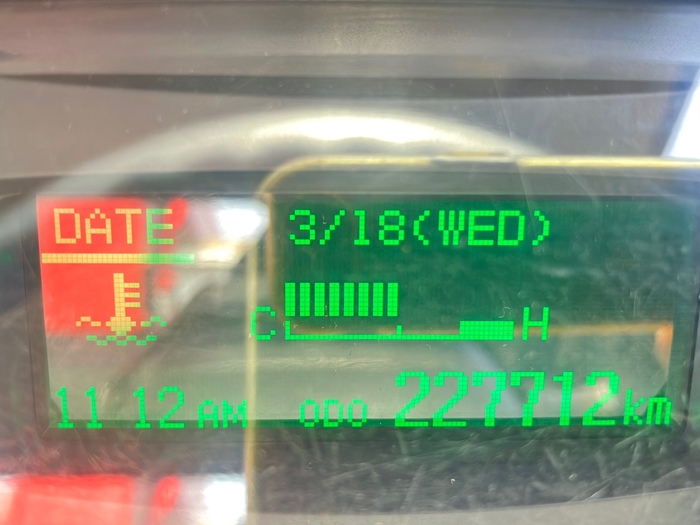 DATE 3/18(WED)
C H
11 12 AM ODO 227712 km